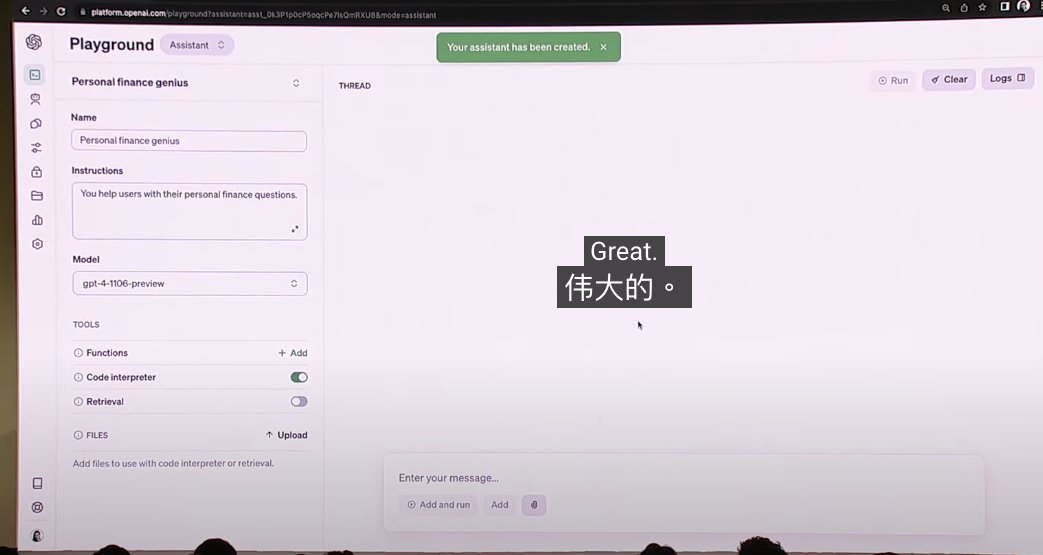 platform.openai.com/playground?assistant=asst_0k3P1p0cP5oqcPe7lsQmRXU8&mode=assistant
Playground
Assistant
Your assistant has been created. ×
Personal finance genius
THREAD
Run
Clear
Logs
Name
Personal finance genius
Instructions
You help users with their personal finance questions.
Great.
伟大的。
Model
gpt-4-1106-preview
TOOLS
Functions
+ Add
Code interpreter
Retrieval
FILES
Upload
Add files to use with code interpreter or retrieval.
Enter your message...
Add and run
Add